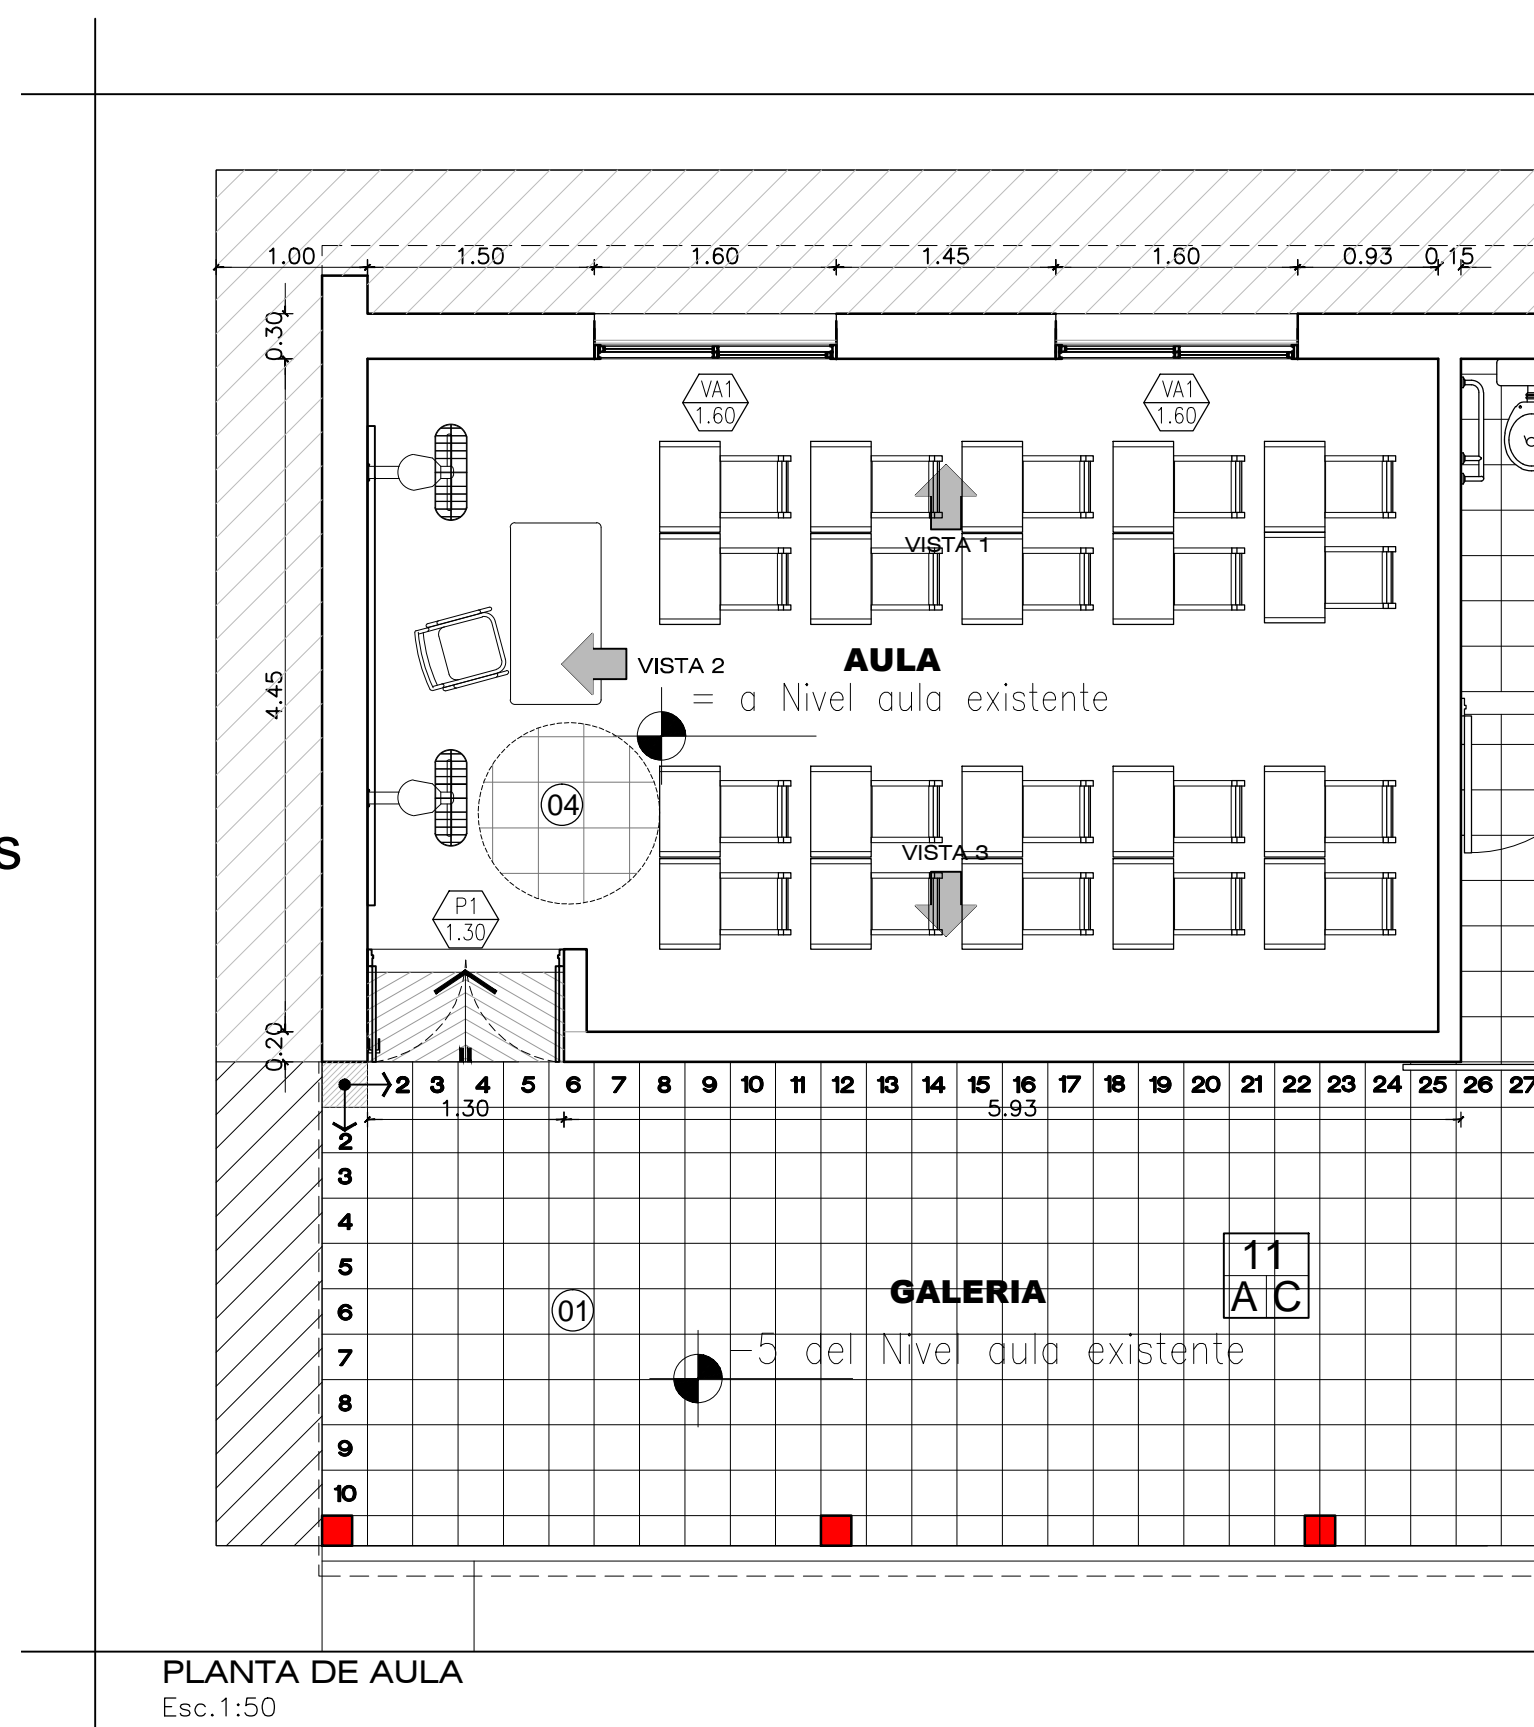 1.00 1.50 1.60 1.45 1.60 0.93 0.15
0.30
VA1 VA1
1.60 1.60
VISTA 1
VISTA 2
AULA
= a Nivel aula existente
4.45
04
S
VISTA 3
P1
1.30
0.20
2 3 4 5 6 7 8 9 10 11 12 13 14 15 16 17 18 19 20 21 22 23 24 25 26 27
1.30 5.93
2
3
4
5
6
7
8
9
10
11
A C
GALERIA
01
-5 del Nivel aula existente
PLANTA DE AULA
Esc.1:50